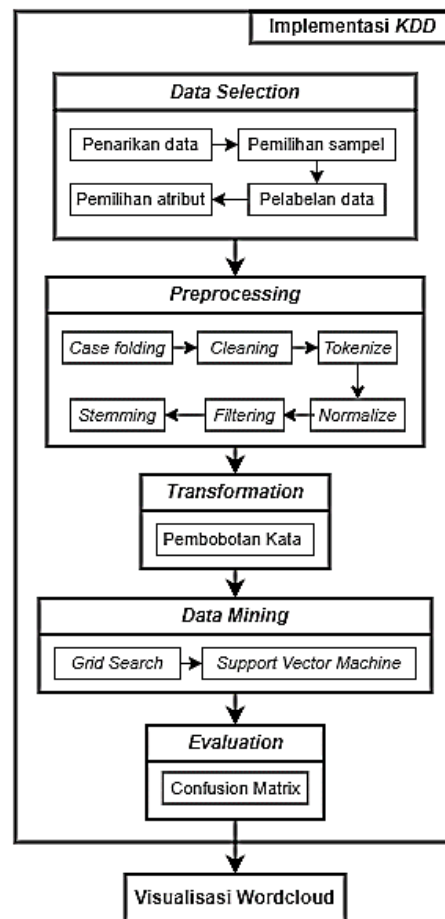 Implementasi KDD
Data Selection
Penarikan data
Pemilihan sampel
Pemilihan atribut
Pelabelan data
Preprocessing
Case folding
Cleaning
Tokenize
Stemming
Filtering
Normalize
Transformation
Pembobotan Kata
Data Mining
Grid Search
Support Vector Machine
Evaluation
Confusion Matrix
Visualisasi Wordcloud